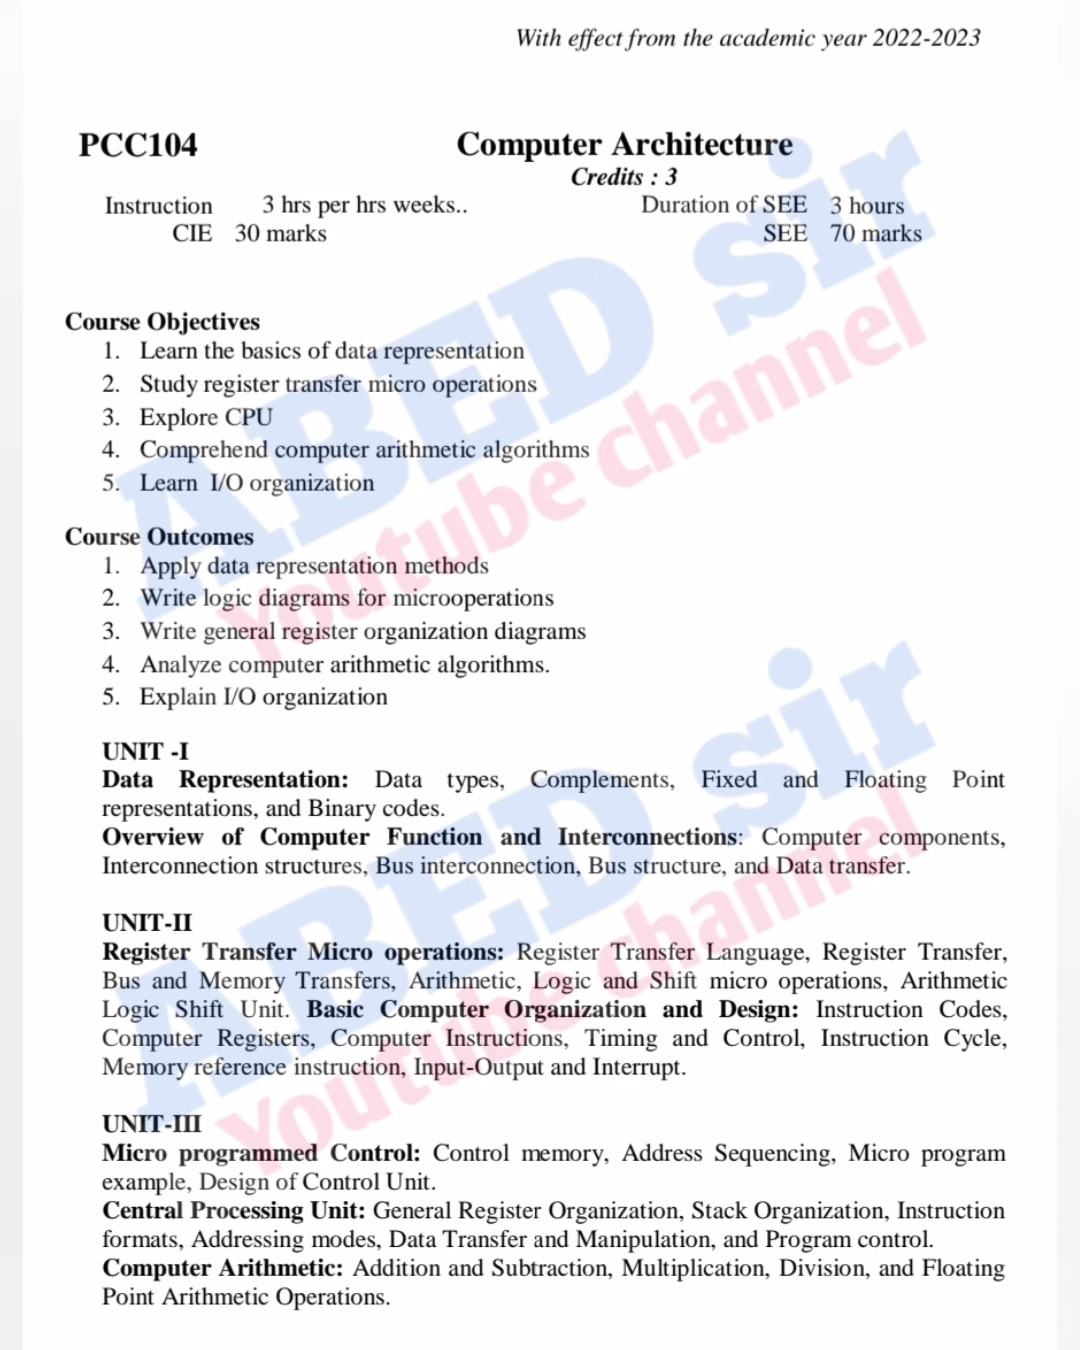 With effect from the academic year 2022-2023
PCC104 Computer Architecture
Credits : 3
Instruction 3 hrs per hrs weeks.. Duration of SEE 3 hours
CIE 30 marks SEE 70 marks
Course Objectives
1. Learn the basics of data representation
2. Study register transfer micro operations
3. Explore CPU
4. Comprehend computer arithmetic algorithms
5. Learn I/O organization
Course Outcomes
1. Apply data representation methods
2. Write logic diagrams for microoperations
3. Write general register organization diagrams
4. Analyze computer arithmetic algorithms.
5. Explain I/O organization
UNIT -I
Data Representation: Data types, Complements, Fixed and Floating Point
representations, and Binary codes.
Overview of Computer Function and Interconnections: Computer components,
Interconnection structures, Bus interconnection, Bus structure, and Data transfer.
UNIT-II
Register Transfer Micro operations: Register Transfer Language, Register Transfer,
Bus and Memory Transfers, Arithmetic, Logic and Shift micro operations, Arithmetic
Logic Shift Unit. Basic Computer Organization and Design: Instruction Codes,
Computer Registers, Computer Instructions, Timing and Control, Instruction Cycle,
Memory reference instruction, Input-Output and Interrupt.
UNIT-III
Micro programmed Control: Control memory, Address Sequencing, Micro program
example, Design of Control Unit.
Central Processing Unit: General Register Organization, Stack Organization, Instruction
formats, Addressing modes, Data Transfer and Manipulation, and Program control.
Computer Arithmetic: Addition and Subtraction, Multiplication, Division, and Floating
Point Arithmetic Operations.
ABED sir
Youtube channel
ABED sir
Youtube channel